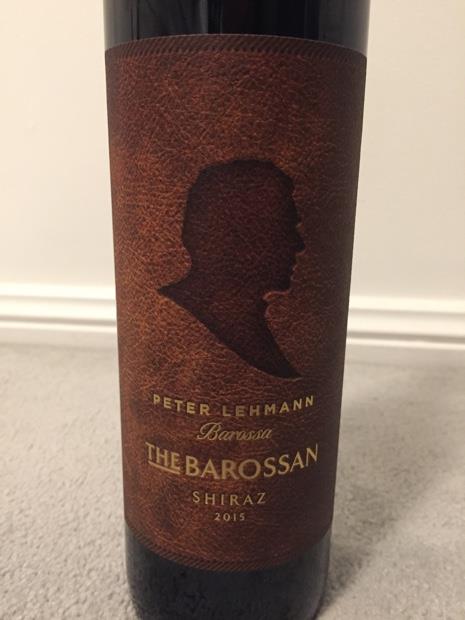 PETER LEHMANN
Barossa
THE BAROSSAN
SHIRAZ
2015